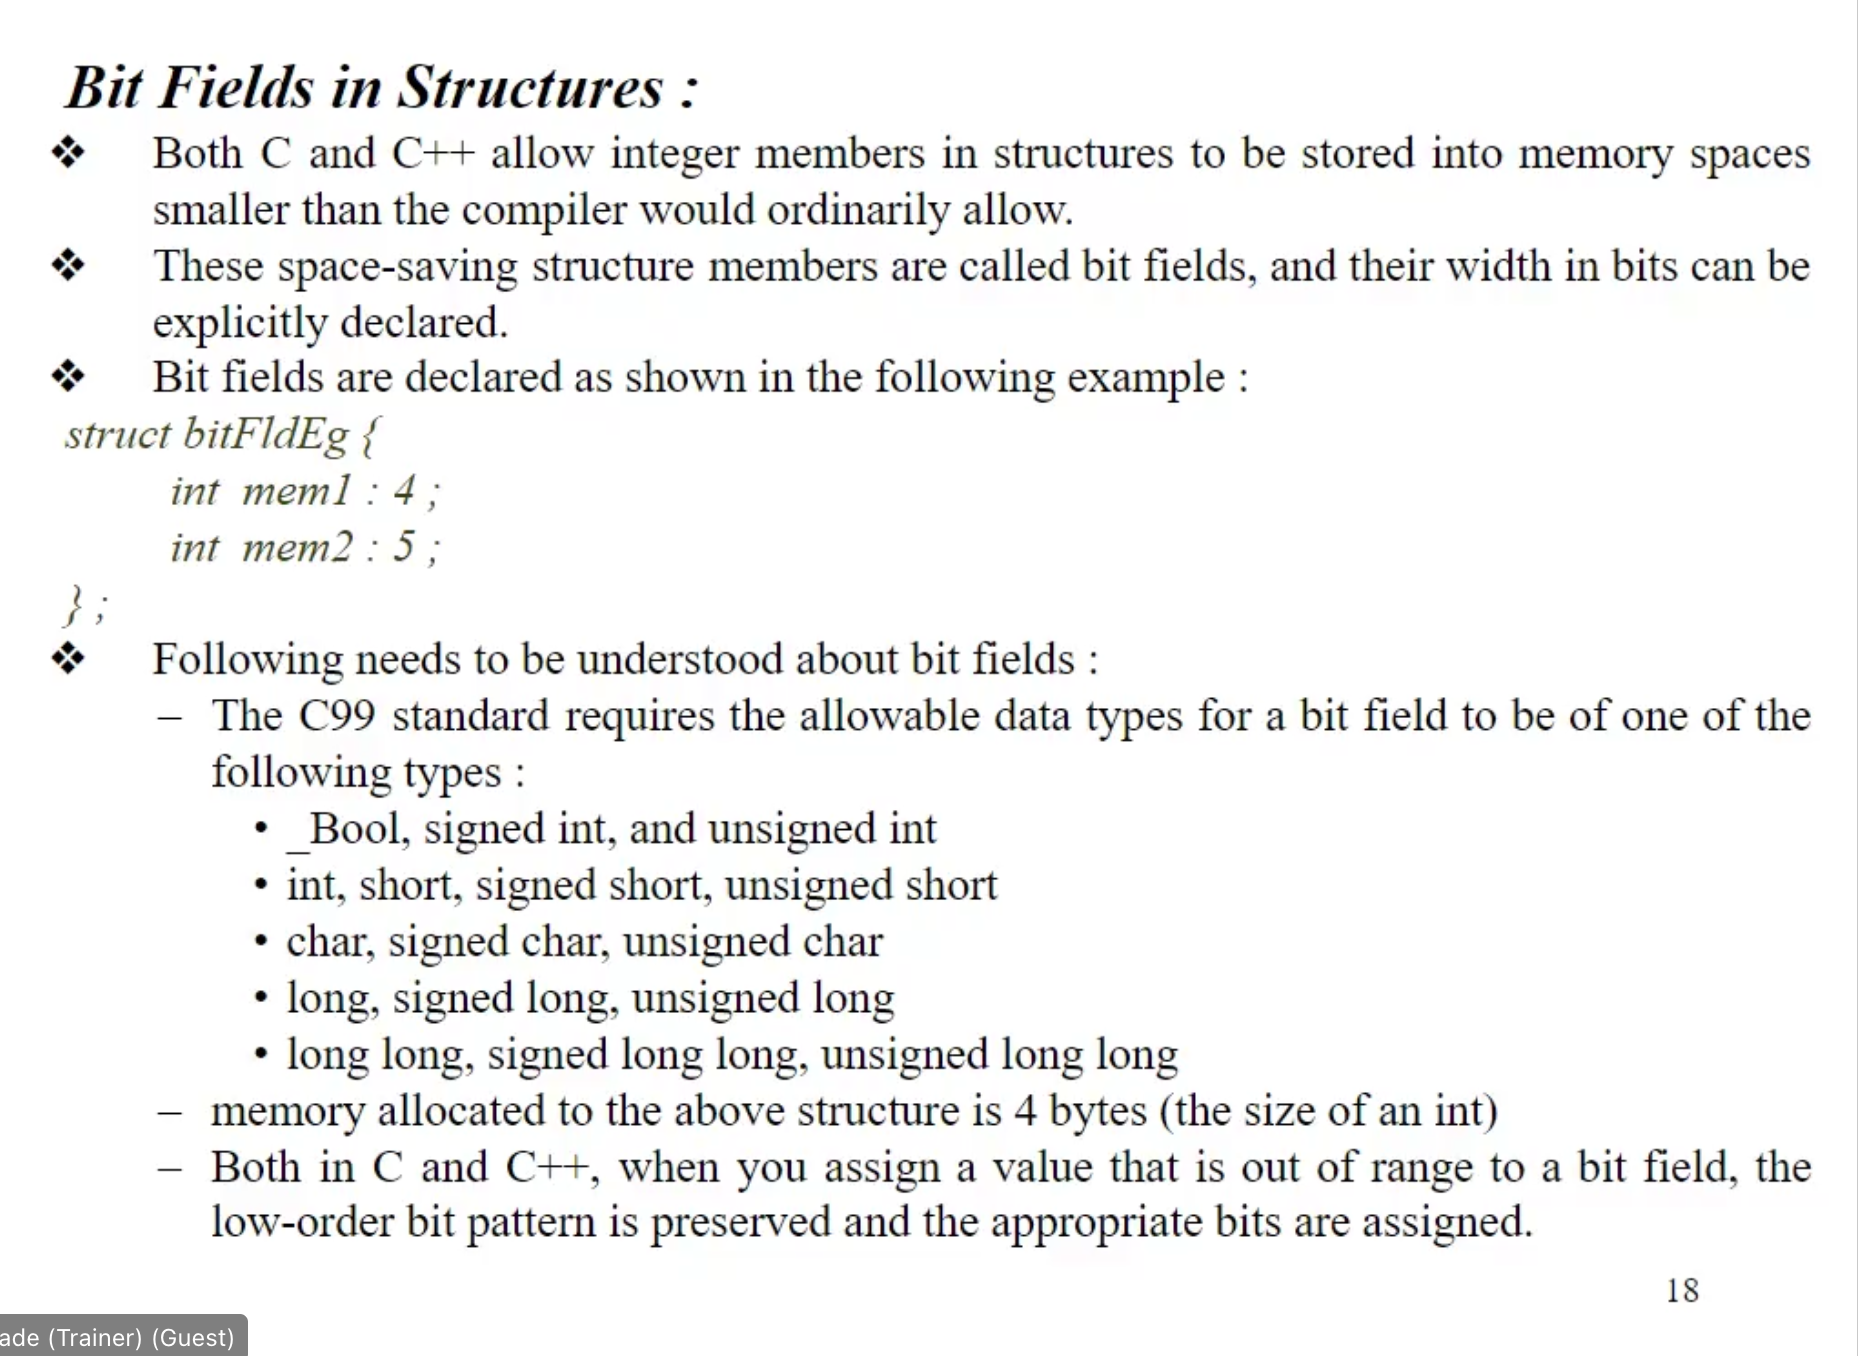 Bit Fields in Structures :
❖ Both C and C++ allow integer members in structures to be stored into memory spaces
smaller than the compiler would ordinarily allow.
❖ These space-saving structure members are called bit fields, and their width in bits can be
explicitly declared.
❖ Bit fields are declared as shown in the following example :
struct bitFldEg {
int mem1 : 4 ;
int mem2 : 5 ;
} ;
❖ Following needs to be understood about bit fields :
– The C99 standard requires the allowable data types for a bit field to be of one of the
following types :
• _Bool, signed int, and unsigned int
• int, short, signed short, unsigned short
• char, signed char, unsigned char
• long, signed long, unsigned long
• long long, signed long long, unsigned long long
– memory allocated to the above structure is 4 bytes (the size of an int)
– Both in C and C++, when you assign a value that is out of range to a bit field, the
low-order bit pattern is preserved and the appropriate bits are assigned.
18
ade (Trainer) (Guest)